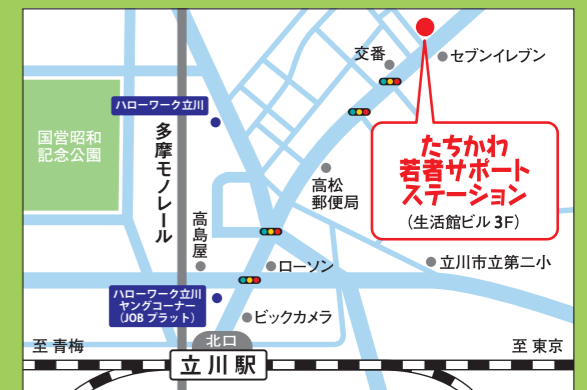 交番
セブンイレブン
ハローワーク立川
国営昭和
記念公園
多摩モノレール
たちかわ
若者サポート
ステーション
(生活館ビル3F)
高松
郵便局
高島屋
ローソン
立川市立第二小
ハローワーク立川
ヤングコーナー
(JOBプラット)
ビックカメラ
北口
至 青梅
至 東京
立川駅